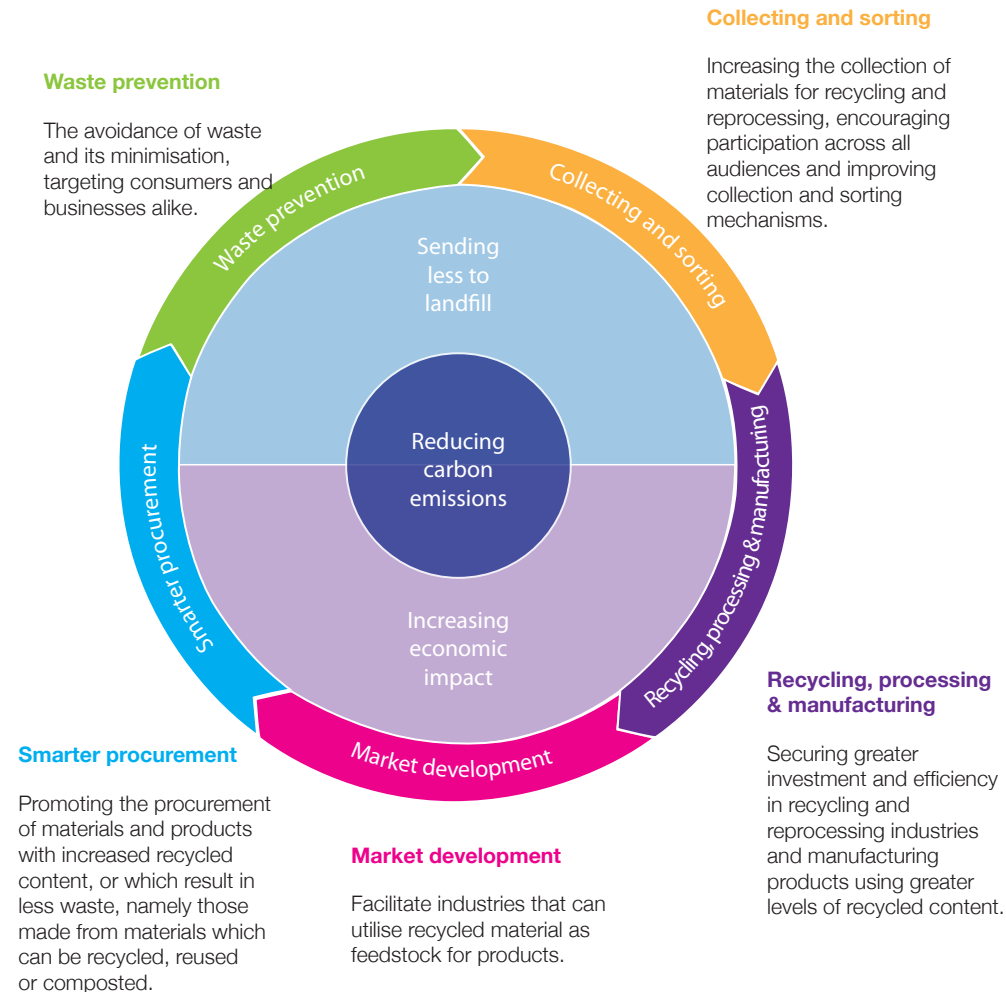 Collecting and sorting
Increasing the collection of
materials for recycling and
reprocessing, encouraging
participation across all
audiences and improving
collection and sorting
mechanisms.
Waste prevention
The avoidance of waste
and its minimisation,
targeting consumers and
businesses alike.
Waste prevention
Collecting and sorting
Sending
less to
landfill
Reducing
carbon
emissions
Increasing
economic
impact
Smarter procurement
Recycling, processing & manufacturing
Market development
Recycling, processing
& manufacturing
Securing greater
investment and efficiency
in recycling and
reprocessing industries
and manufacturing
products using greater
levels of recycled content.
Smarter procurement
Promoting the procurement
of materials and products
with increased recycled
content, or which result in
less waste, namely those
made from materials which
can be recycled, reused
or composted.
Market development
Facilitate industries that can
utilise recycled material as
feedstock for products.